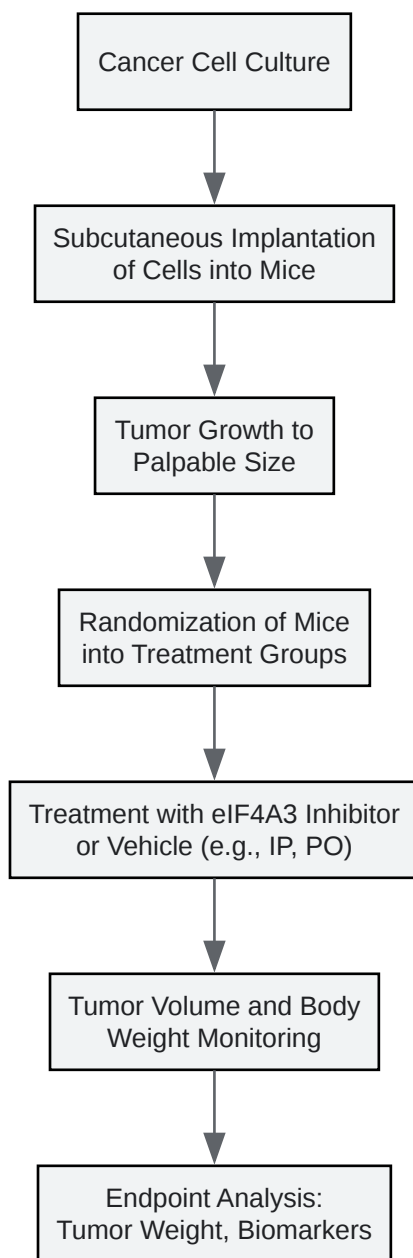 Cancer Cell Culture
Subcutaneous Implantation
of Cells into Mice
Tumor Growth to
Palpable Size
Randomization of Mice
into Treatment Groups
Treatment with eIF4A3 Inhibitor
or Vehicle (e.g., IP, PO)
Tumor Volume and Body
Weight Monitoring
Endpoint Analysis:
Tumor Weight, Biomarkers